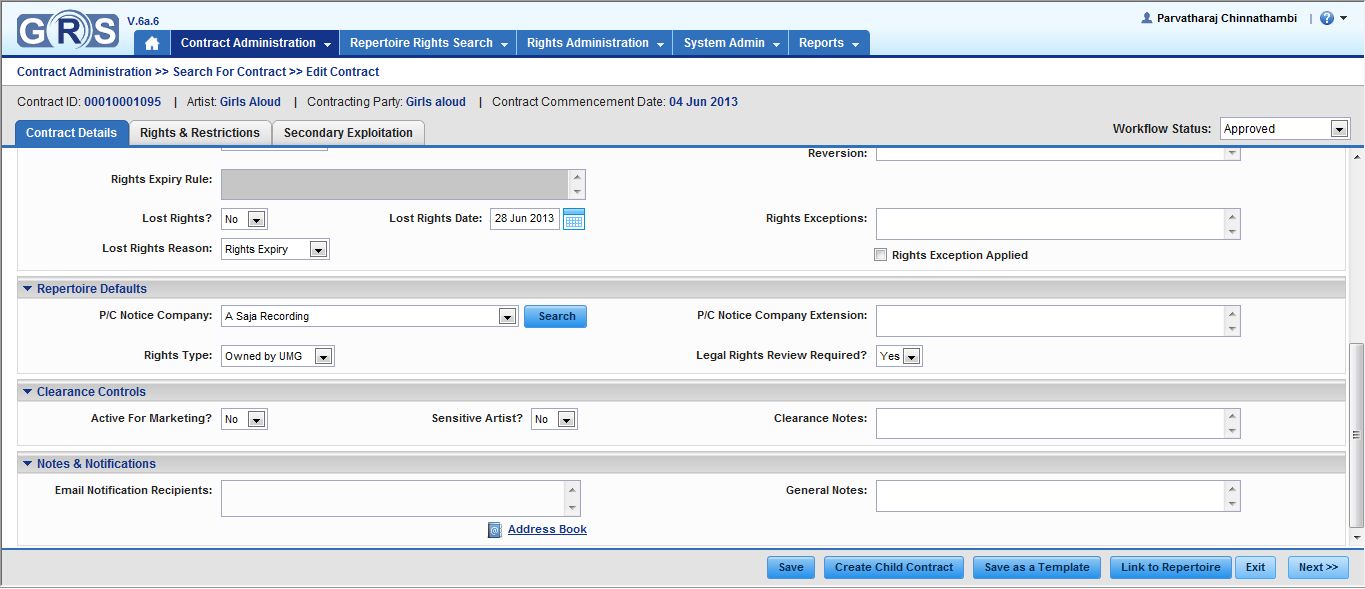 GRS V.6a.6
Parvatharaj Chinnathambi | ?
Contract Administration Repertoire Rights Search Rights Administration System Admin Reports
Contract Administration >> Search For Contract >> Edit Contract
Contract ID: 00010001095 | Artist: Girls Aloud | Contracting Party: Girls aloud | Contract Commencement Date: 04 Jun 2013
Contract Details Rights & Restrictions Secondary Exploitation Workflow Status: Approved
Reversion:
Rights Expiry Rule:
Lost Rights? No Lost Rights Date: 28 Jun 2013 Rights Exceptions:
Lost Rights Reason: Rights Expiry Rights Exception Applied
Repertoire Defaults
P/C Notice Company: A Saja Recording Search P/C Notice Company Extension:
Rights Type: Owned by UMG Legal Rights Review Required? Yes
Clearance Controls
Active For Marketing? No Sensitive Artist? No Clearance Notes:
Notes & Notifications
Email Notification Recipients: General Notes:
Address Book
Save Create Child Contract Save as a Template Link to Repertoire Exit Next >>